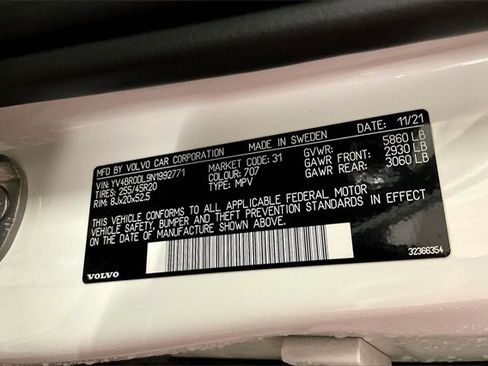 MFD BY VOLVO CAR CORPORATION MADE IN SWEDEN DATE: 11/21
VIN: YV4BR0DL9N1992771 MARKET CODE: 31 GVWR: 5860 LB
TIRES: 255/45R20 COLOUR: 707 GAWR FRONT: 2930 LB
RIMS: 8Jx20x52.5 TYPE: MPV GAWR REAR: 3060 LB
THIS VEHICLE CONFORMS TO ALL APPLICABLE FEDERAL MOTOR
VEHICLE SAFETY, BUMPER AND THEFT PREVENTION STANDARDS IN EFFECT
ON THE DATE OF MANUFACTURE SHOWN ABOVE.
VOLVO 32366354